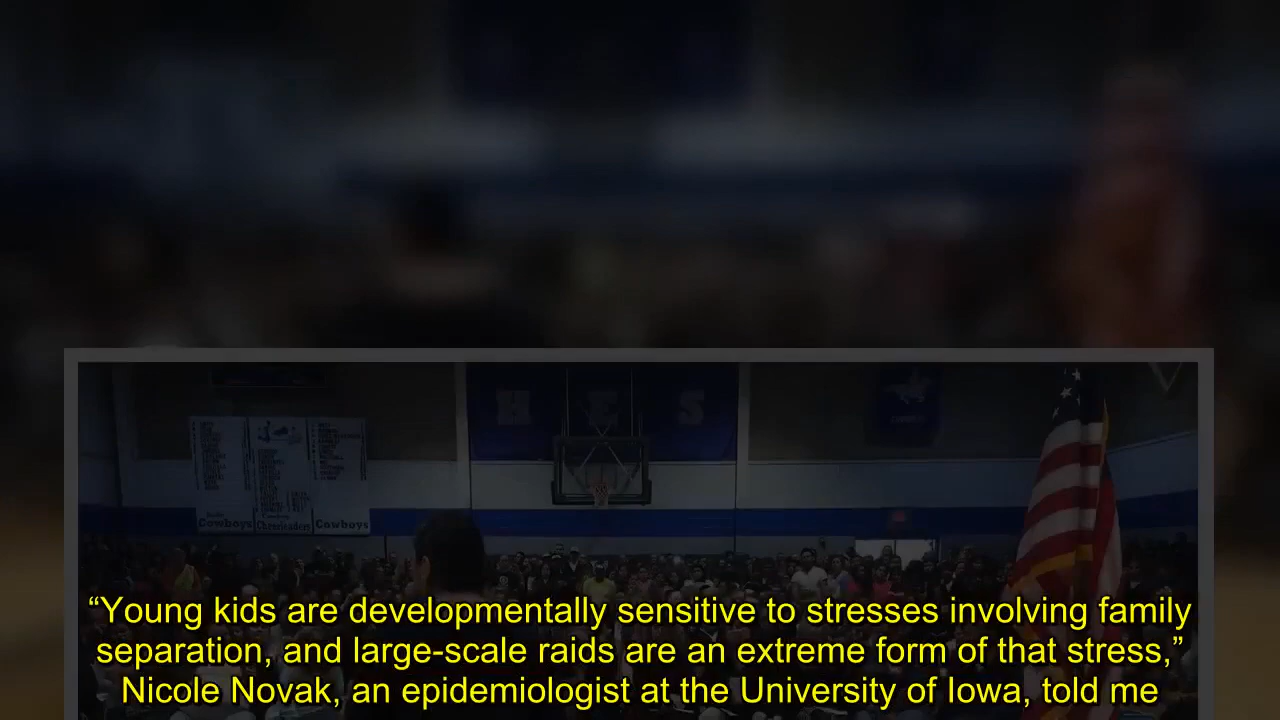 H E S
Cowboys Cheerleaders Cowboys
“Young kids are developmentally sensitive to stresses involving family
separation, and large-scale raids are an extreme form of that stress,”
Nicole Novak, an epidemiologist at the University of Iowa, told me